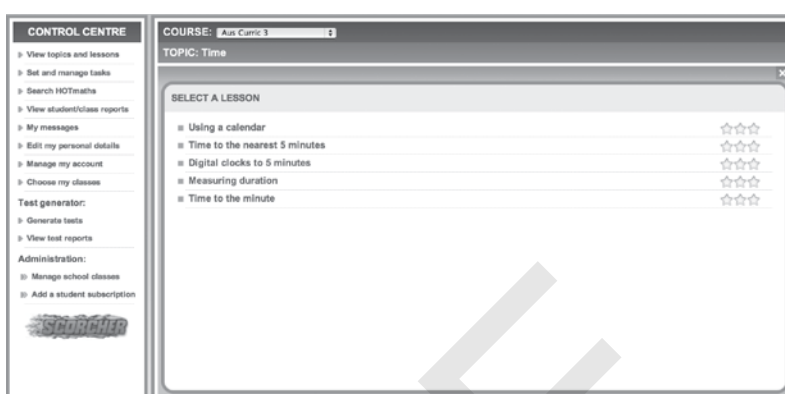 CONTROL CENTRE
View topics and lessons
Set and manage tasks
Search HOTmaths
View student/class reports
My messages
Edit my personal details
Manage my account
Choose my classes
Test generator:
Generate tests
View test reports
Administration:
Manage school classes
Add a student subscription
SCORCHER
COURSE: Aus Curric 3
TOPIC: Time
SELECT A LESSON
Using a calendar
Time to the nearest 5 minutes
Digital clocks to 5 minutes
Measuring duration
Time to the minute